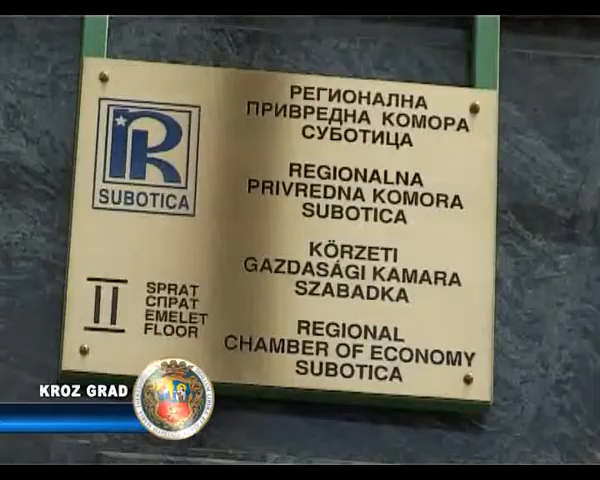 РЕГИОНАЛНА
ПРИВРЕДНА КОМОРА
СУБОТИЦА
REGIONALNA
PRIVREDNA KOMORA
SUBOTICA
KÖRZETI
GAZDASÁGI KAMARA
SZABADKA
REGIONAL
CHAMBER OF ECONOMY
SUBOTICA
PK
SUBOTICA
II
SPRAT
СПРАТ
EMELET
FLOOR
KROZ GRAD